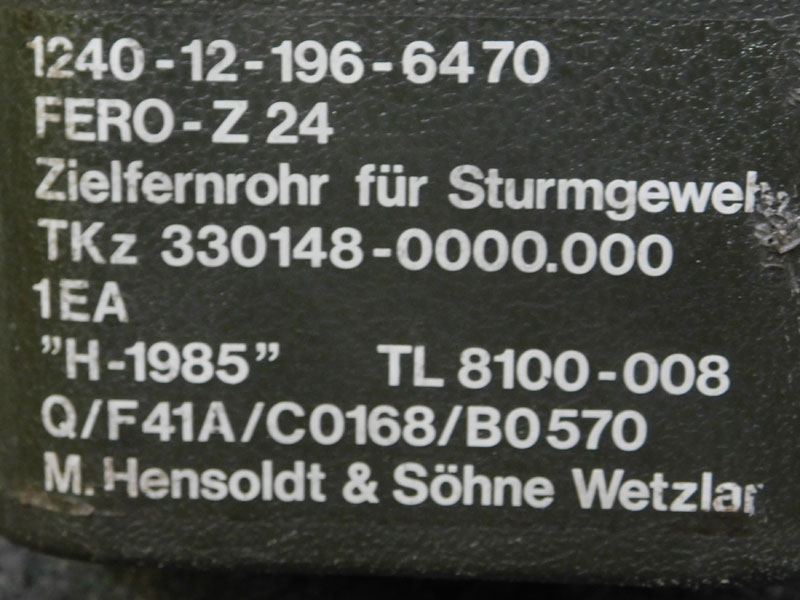 1240-12-196-6470
FERO-Z 24
Zielfernrohr für Sturmgeweh
TKz 330148-0000.000
1EA
”H-1985” TL 8100-008
Q/F41A/C0168/B0570
M. Hensoldt & Söhne Wetzlar